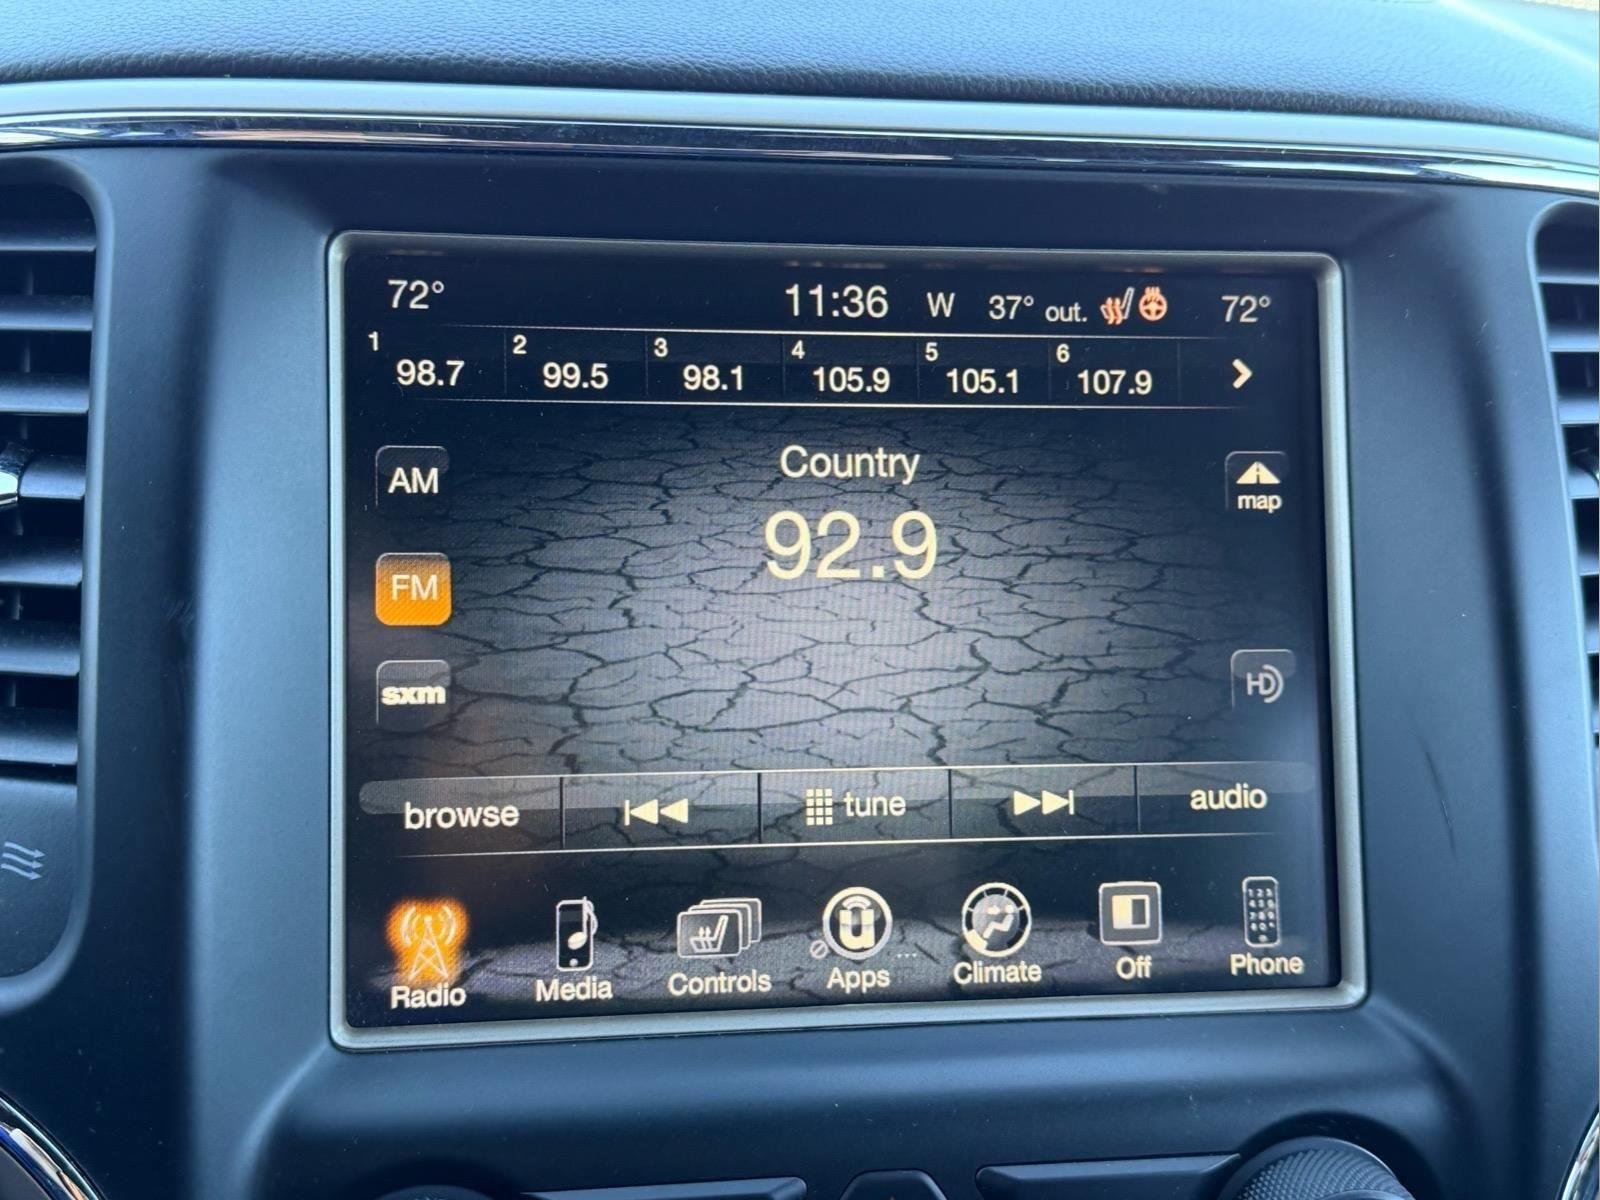 72° 11:36 W 37° out. 72°
1 98.7 2 99.5 3 98.1 4 105.9 5 105.1 6 107.9
Country
AM
map
92.9
FM
sxm
HD
browse tune audio
Radio Media Controls Apps ... Climate Off Phone